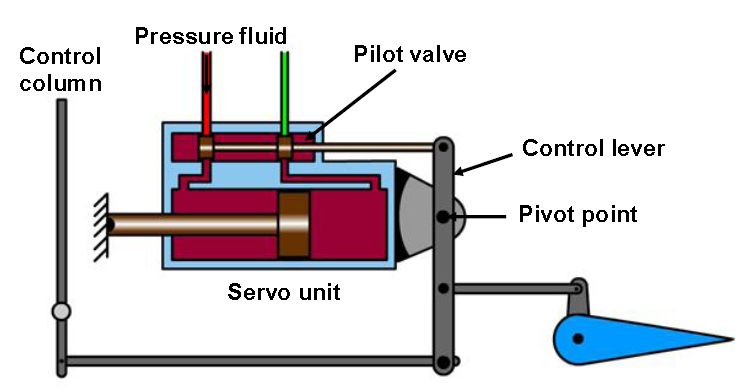 Pressure fluid
Control
column
Pilot valve
Control lever
Pivot point
Servo unit